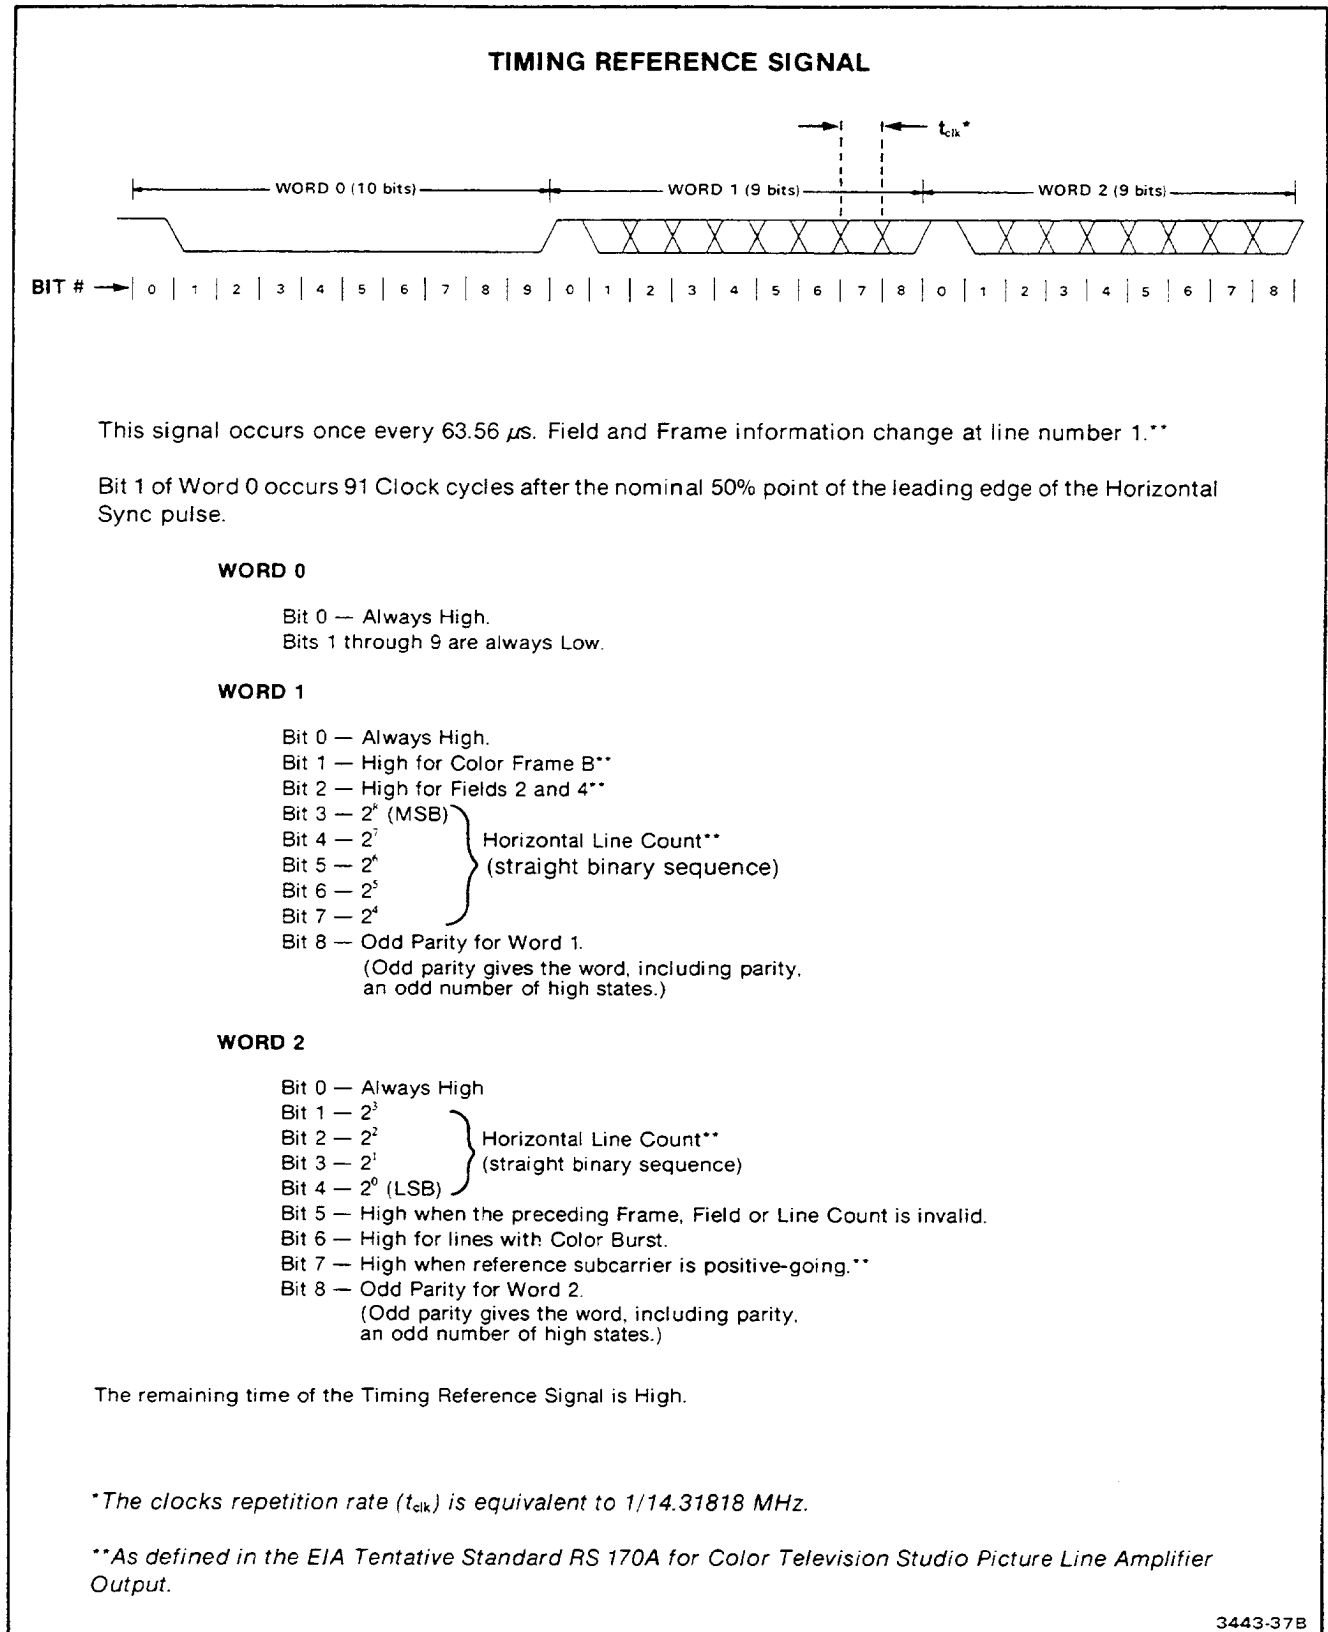 TIMING REFERENCE SIGNAL
t_clk*
WORD 0 (10 bits) WORD 1 (9 bits) WORD 2 (9 bits)
BIT # 0 1 2 3 4 5 6 7 8 9 0 1 2 3 4 5 6 7 8 0 1 2 3 4 5 6 7 8
This signal occurs once every 63.56 μs. Field and Frame information change at line number 1.**
Bit 1 of Word 0 occurs 91 Clock cycles after the nominal 50% point of the leading edge of the Horizontal
Sync pulse.
WORD 0
Bit 0 — Always High.
Bits 1 through 9 are always Low.
WORD 1
Bit 0 — Always High.
Bit 1 — High for Color Frame B**
Bit 2 — High for Fields 2 and 4**
Bit 3 — 2⁸ (MSB)
Bit 4 — 2⁷ Horizontal Line Count**
Bit 5 — 2⁶ (straight binary sequence)
Bit 6 — 2⁵
Bit 7 — 2⁴
Bit 8 — Odd Parity for Word 1.
(Odd parity gives the word, including parity,
an odd number of high states.)
WORD 2
Bit 0 — Always High
Bit 1 — 2³
Bit 2 — 2² Horizontal Line Count**
Bit 3 — 2¹ (straight binary sequence)
Bit 4 — 2⁰ (LSB)
Bit 5 — High when the preceding Frame, Field or Line Count is invalid.
Bit 6 — High for lines with Color Burst.
Bit 7 — High when reference subcarrier is positive-going.**
Bit 8 — Odd Parity for Word 2.
(Odd parity gives the word, including parity,
an odd number of high states.)
The remaining time of the Timing Reference Signal is High.
*The clocks repetition rate (t_clk) is equivalent to 1/14.31818 MHz.
**As defined in the EIA Tentative Standard RS 170A for Color Television Studio Picture Line Amplifier
Output.
3443-37B